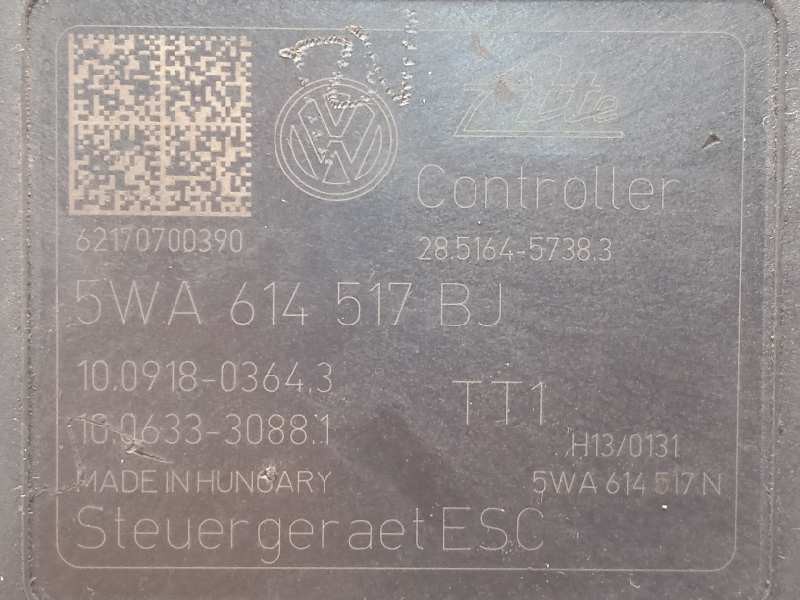 Ate
Controller
62170700390
28.5164-5738.3
5WA 614 517 BJ
10.0918-0364.3
TT1
10.0633-3088.1
H13/0131
MADE IN HUNGARY
5WA 614 517 N
Steuergeraet ESC